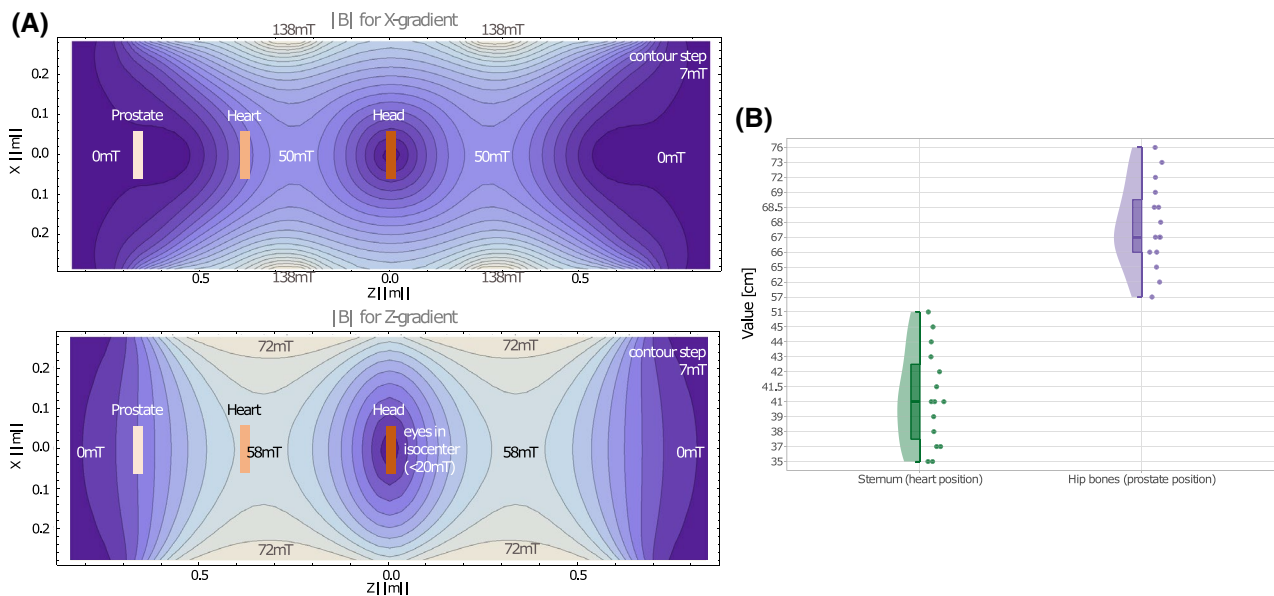 (A)
|B| for X-gradient
138mT 138mT
contour step
7mT
0.2
0.1
0.0
0.1
0.2
X [[m]]
Prostate Heart Head
0mT 50mT 50mT 0mT
138mT 138mT
0.5 0.0 0.5
Z [[m]]
|B| for Z-gradient
72mT 72mT
contour step
7mT
0.2
0.1
0.0
0.1
0.2
X [[m]]
Prostate Heart Head
eyes in
isocenter
(<20mT)
0mT 58mT 58mT 0mT
72mT 72mT
0.5 0.0 0.5
Z [[m]]
(B)
Value [cm]
76
73
72
69
68.5
68
67
66
65
62
57
51
45
44
43
42
41.5
41
39
38
37
35
Sternum (heart position) Hip bones (prostate position)